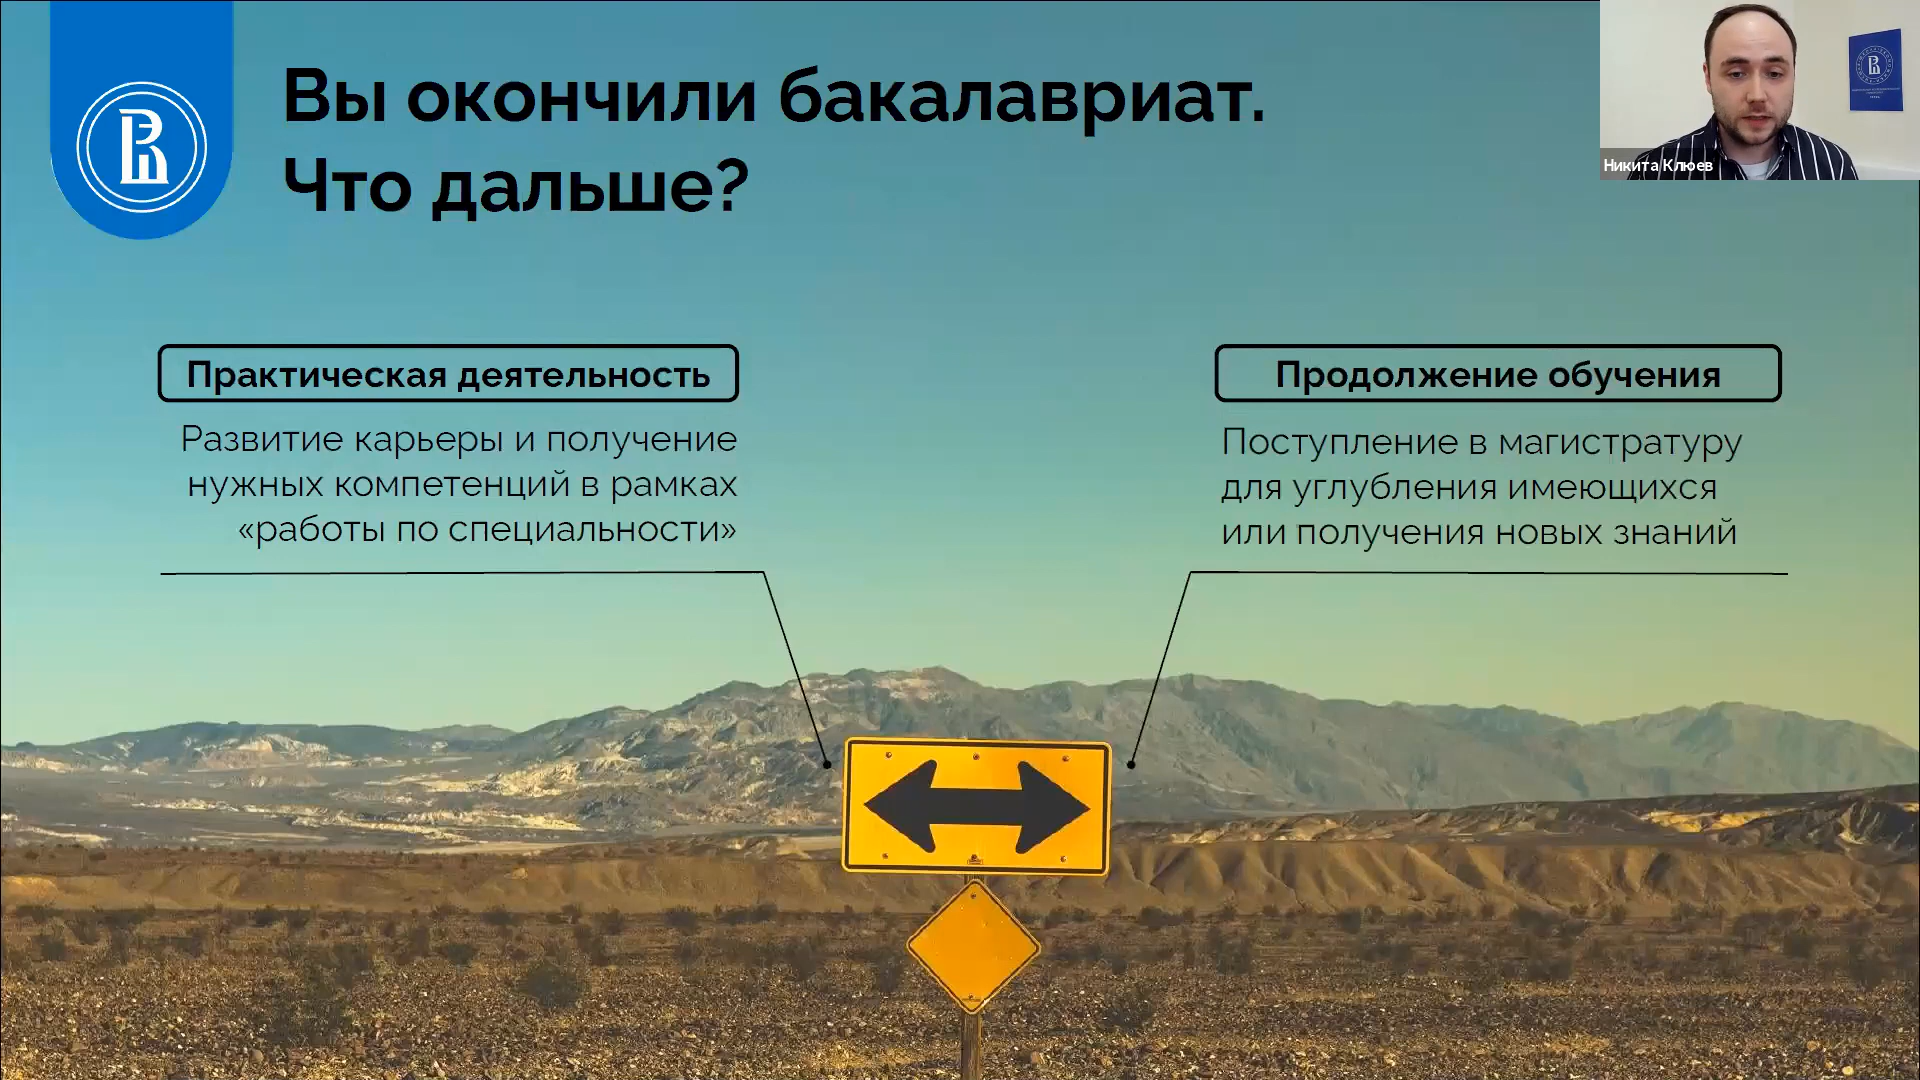 Вы окончили бакалавриат.
Что дальше?
Никита Клюев
Практическая деятельность
Развитие карьеры и получение
нужных компетенций в рамках
«работы по специальности»
Продолжение обучения
Поступление в магистратуру
для углубления имеющихся
или получения новых знаний